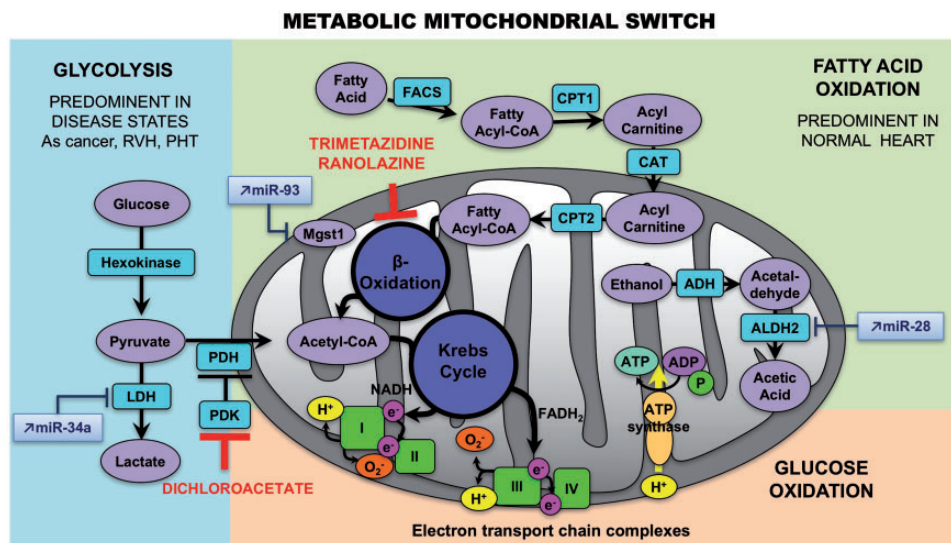 METABOLIC MITOCHONDRIAL SWITCH
GLYCOLYSIS
PREDOMINENT IN
DISEASE STATES
As cancer, RVH, PHT
FATTY ACID
OXIDATION
PREDOMINENT IN
NORMAL HEART
Fatty
Acid
FACS
Fatty
Acyl-CoA
CPT1
Acyl
Carnitine
CAT
TRIMETAZIDINE
RANOLAZINE
↗miR-93
Mgst1
Fatty
Acyl-CoA
CPT2
Acyl
Carnitine
Glucose
Hexokinase
Pyruvate
PDH
LDH
PDK
↗miR-34a
Lactate
DICHLOROACETATE
β-
Oxidation
Acetyl-CoA
Krebs
Cycle
Ethanol
ADH
Acetal-
dehyde
ALDH2
↗miR-28
Acetic
Acid
ATP
ADP
P
ATP
synthase
H+
NADH
FADH2
H+
I
e-
e-
II
O2-
O2-
H+
III
e-
e-
IV
GLUCOSE
OXIDATION
Electron transport chain complexes